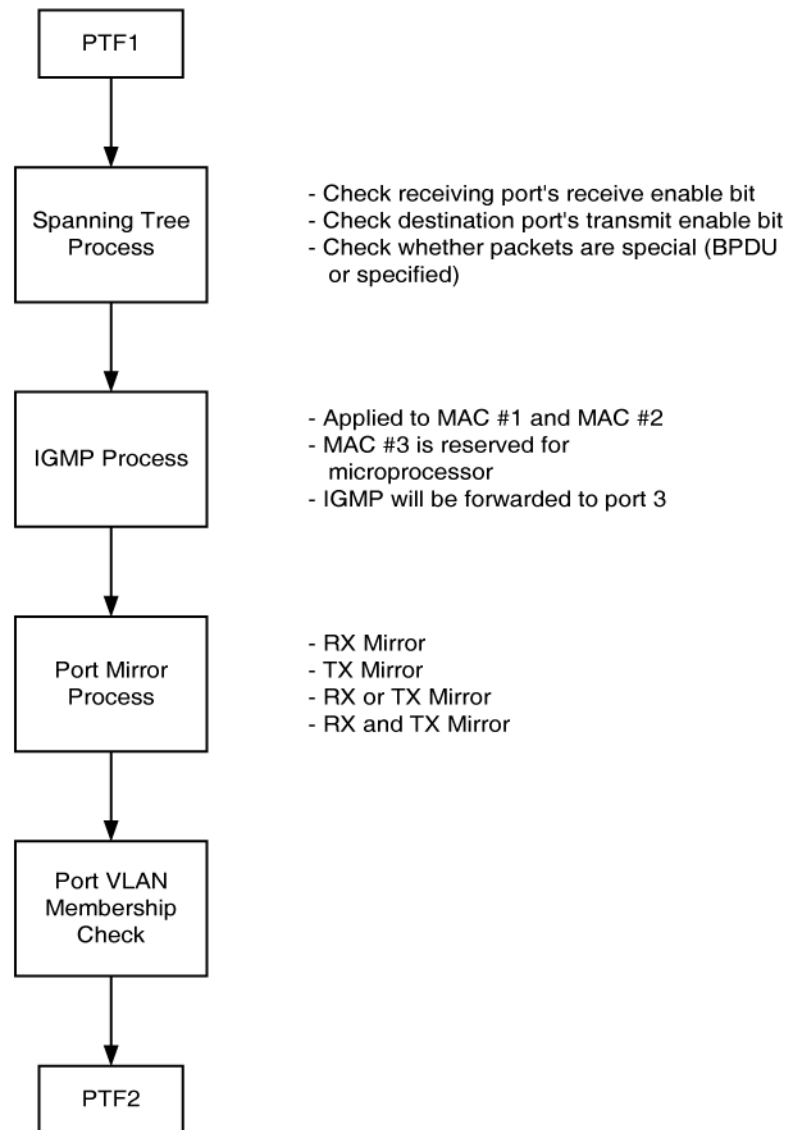 PTF1
Spanning Tree
Process
- Check receiving port's receive enable bit
- Check destination port's transmit enable bit
- Check whether packets are special (BPDU
or specified)
IGMP Process
- Applied to MAC #1 and MAC #2
- MAC #3 is reserved for
microprocessor
- IGMP will be forwarded to port 3
Port Mirror
Process
- RX Mirror
- TX Mirror
- RX or TX Mirror
- RX and TX Mirror
Port VLAN
Membership
Check
PTF2